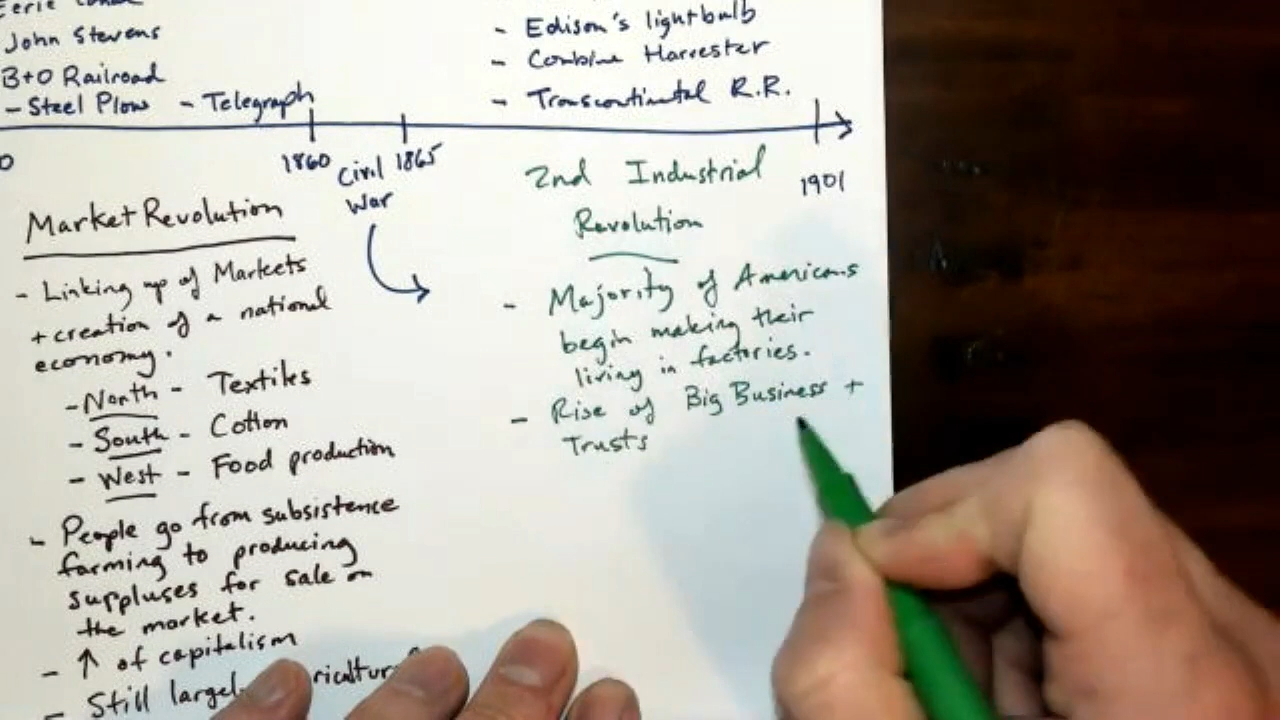 John Stevens
B+O Railroad
- Steel Plow - Telegraph
- Edison's lightbulb
- Combine Harvester
- Transcontinental R.R.
0
1860
Civil
War
1865
1901
Market Revolution
- Linking up of Markets
+ creation of a national
economy.
- North - Textiles
- South - Cotton
- West - Food production
- People go from subsistence
farming to producing
surpluses for sale on
the market.
- ↑ of capitalism
- Still
2nd Industrial
Revolution
- Majority of Americans
begin making their
living in factories.
- Rise of Big Business +
Trusts